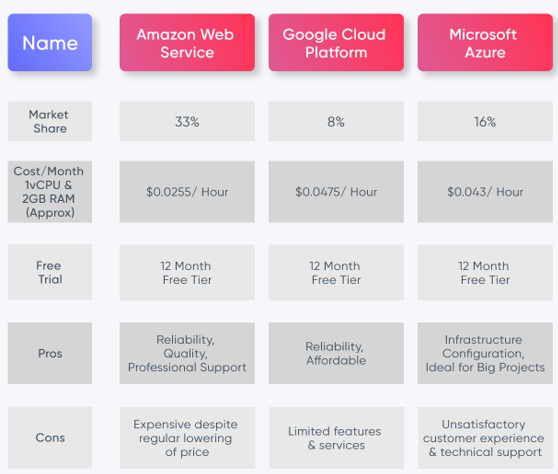 Name
Amazon Web
Service
Google Cloud
Platform
Microsoft
Azure
Market
Share
33%
8%
16%
Cost/Month
1vCPU &
2GB RAM
(Approx)
$0.0255/ Hour
$0.0475/ Hour
$0.043/ Hour
Free
Trial
12 Month
Free Tier
12 Month
Free Tier
12 Month
Free Tier
Pros
Reliability,
Quality,
Professional Support
Reliability,
Affordable
Infrastructure
Configuration,
Ideal for Big Projects
Cons
Expensive despite
regular lowering
of price
Limited features
& services
Unsatisfactory
customer experience
& technical support